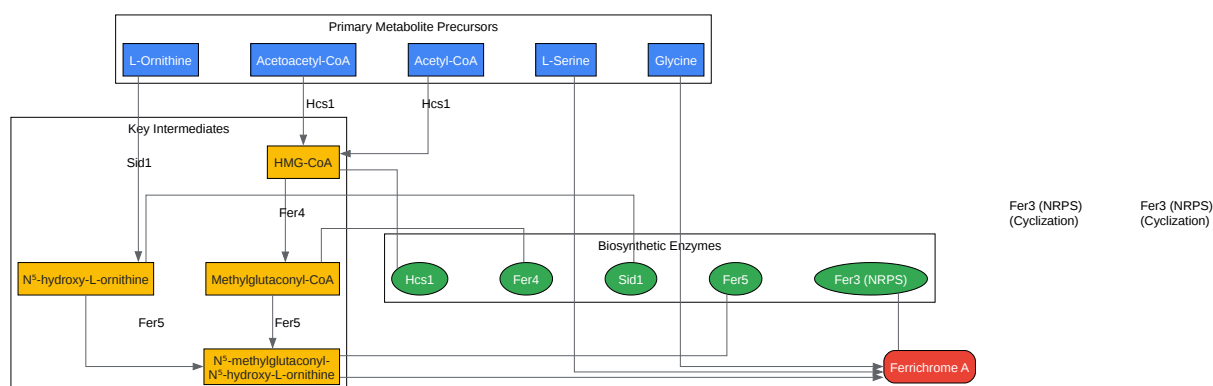 Primary Metabolite Precursors
L-Ornithine
Acetoacetyl-CoA
Acetyl-CoA
L-Serine
Glycine
Hcs1
Hcs1
Key Intermediates
Sid1
HMG-CoA
Fer4
Fer3 (NRPS)
(Cyclization)
Fer3 (NRPS)
(Cyclization)
Biosynthetic Enzymes
N⁵-hydroxy-L-ornithine
Methylglutaconyl-CoA
Hcs1
Fer4
Sid1
Fer5
Fer3 (NRPS)
Fer5
Fer5
N⁵-methylglutaconyl-
N⁵-hydroxy-L-ornithine
Ferrichrome A